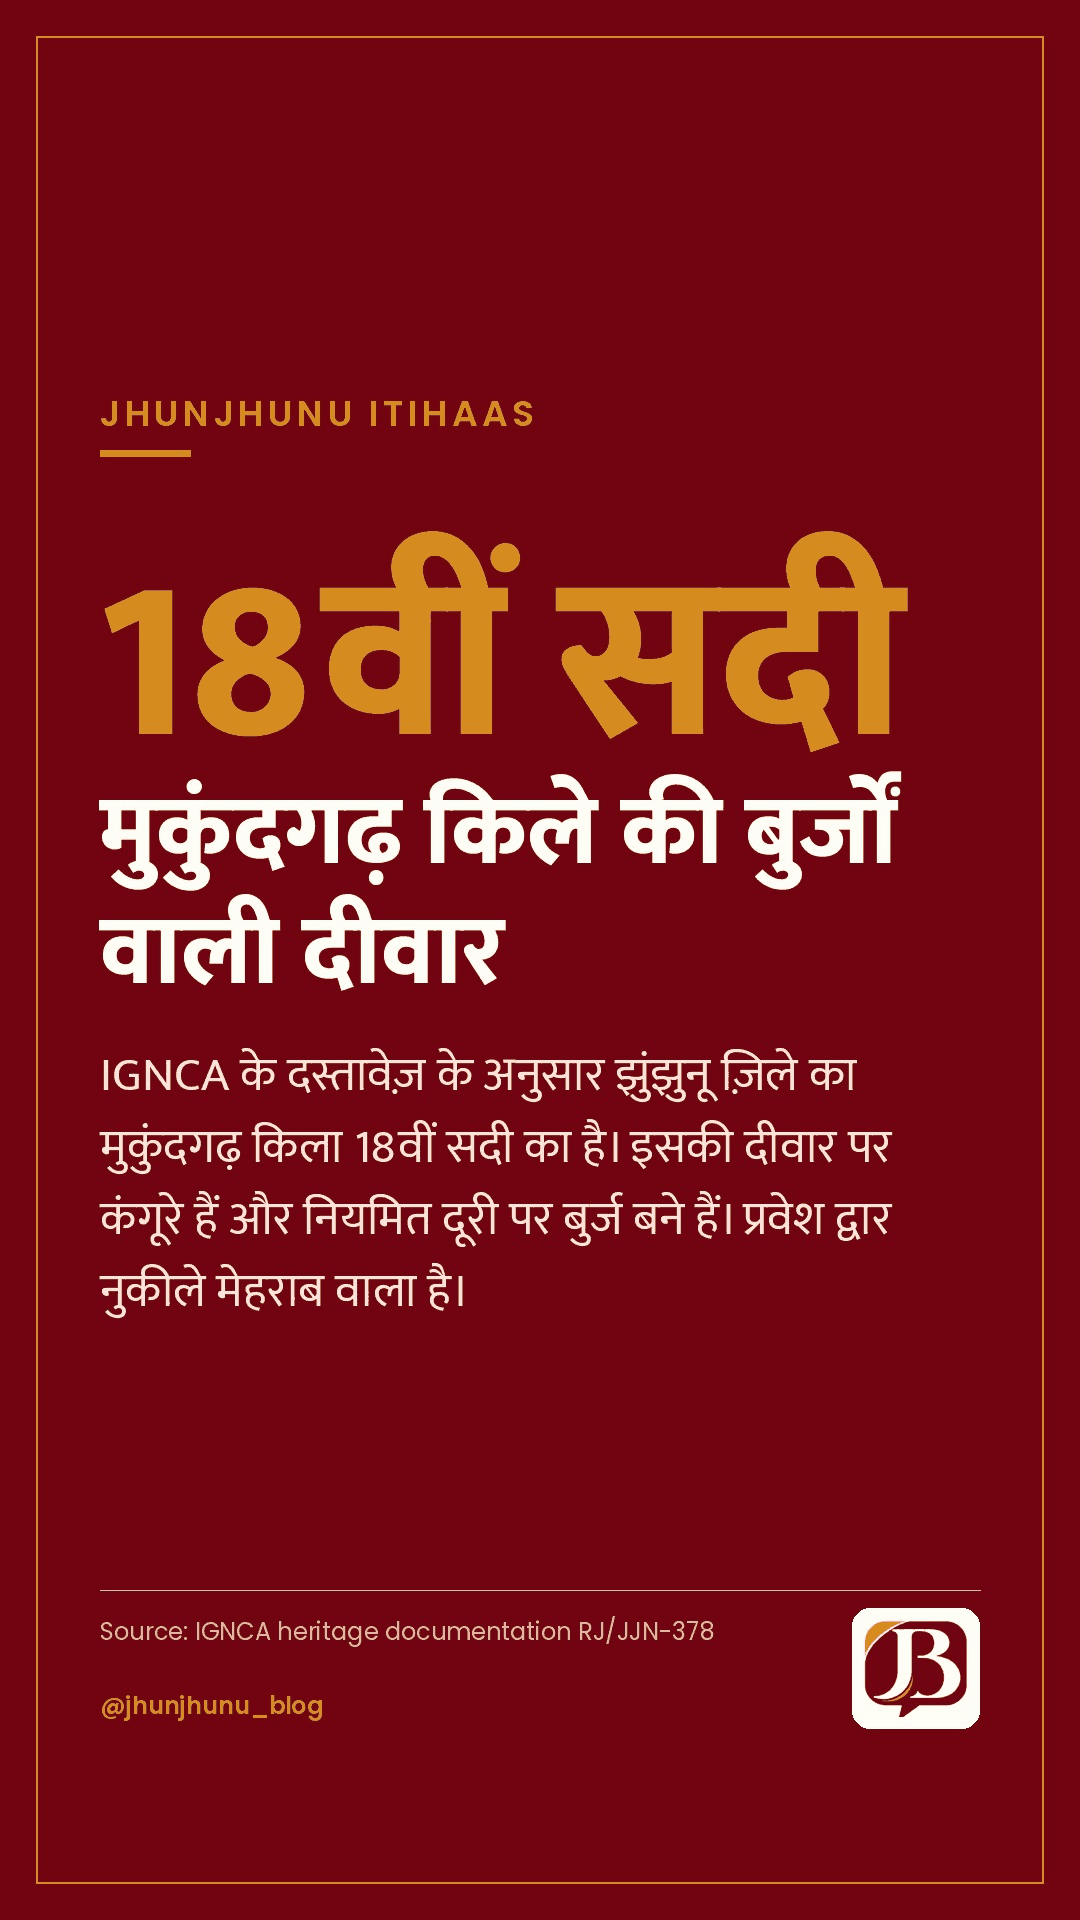 JHUNJHUNU ITIHAAS
18वीं सदी
मुकुंदगढ़ किले की बुर्जों
वाली दीवार
IGNCA के दस्तावेज़ के अनुसार झुंझुनू ज़िले का
मुकुंदगढ़ किला 18वीं सदी का है। इसकी दीवार पर
कंगूरे हैं और नियमित दूरी पर बुर्ज बने हैं। प्रवेश द्वार
नुकीले मेहराब वाला है।
Source: IGNCA heritage documentation RJ/JJN-378
@jhunjhunu_blog
JB